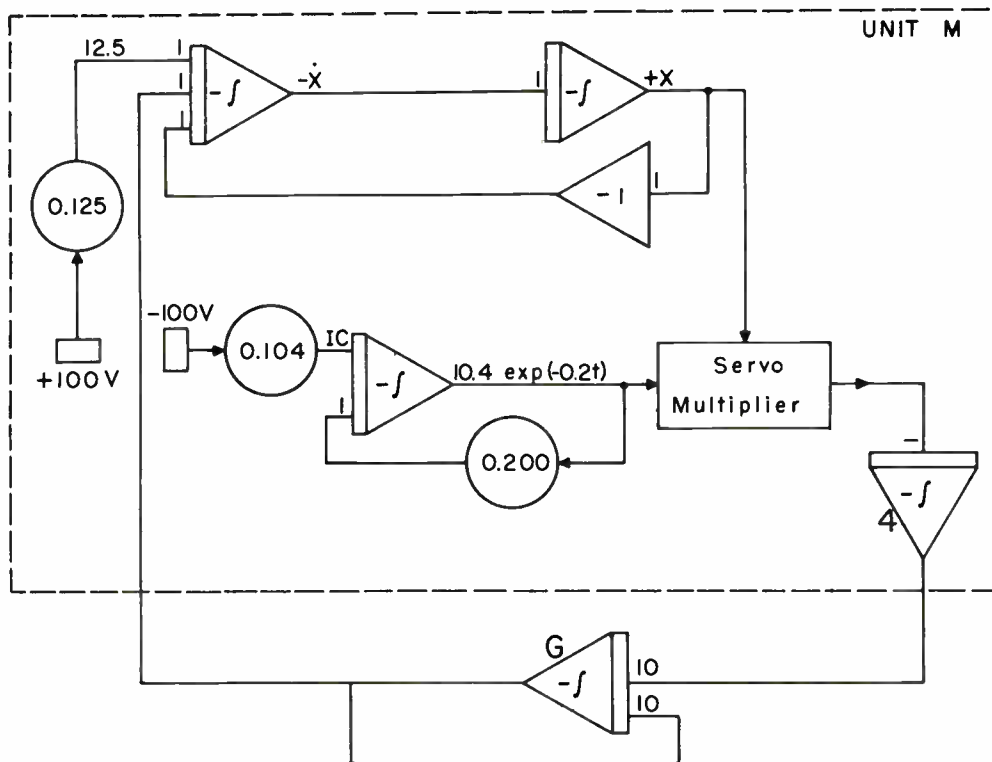 UNIT M
12.5
1
1
1
-∫
-Ẋ
1
-∫
+X
0.125
-1
1
+100V
-100V
0.104
IC
1
-∫
10.4 exp(-0.2t)
0.200
Servo
Multiplier
-
-∫
4
G
-∫
10
10